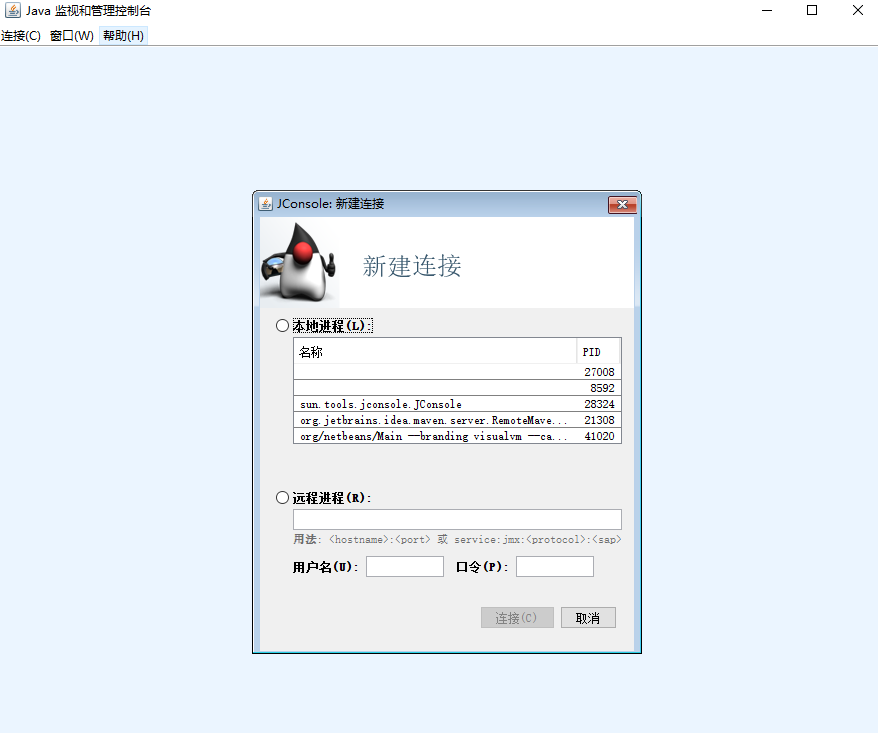 Java 监视和管理控制台
连接(C) 窗口(W) 帮助(H)
JConsole: 新建连接
新建连接
本地进程(L):
名称 PID
27008
8592
sun.tools.jconsole.JConsole 28324
org.jetbrains.idea.maven.server.RemoteMave... 21308
org/netbeans/Main --branding visualvm --ca... 41020
远程进程(R):
用法: <hostname>:<port> 或 service:jmx:<protocol>:<sap>
用户名(U): 口令(P):
连接(C) 取消